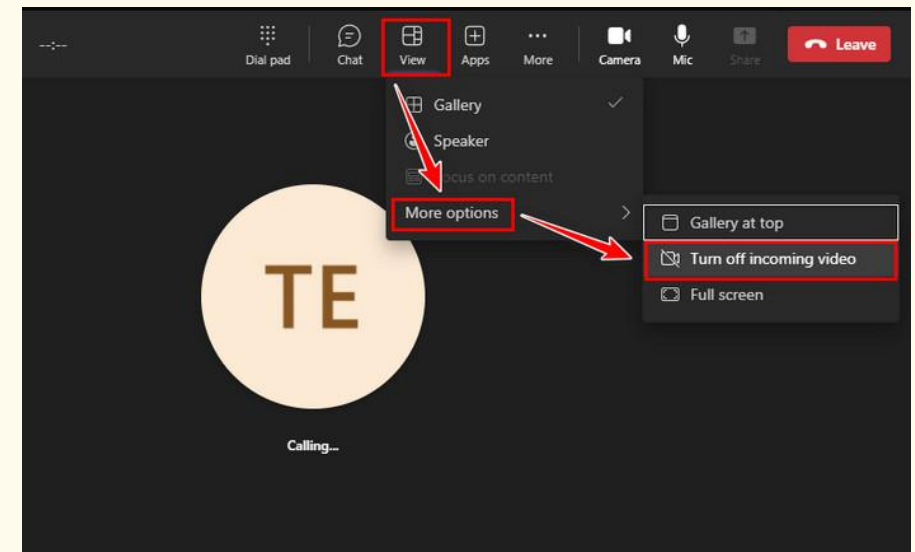 --:--
Dial pad
Chat
View
Apps
More
Camera
Mic
Share
Leave
Gallery
Speaker
Focus on content
More options
Gallery at top
Turn off incoming video
Full screen
TE
Calling...